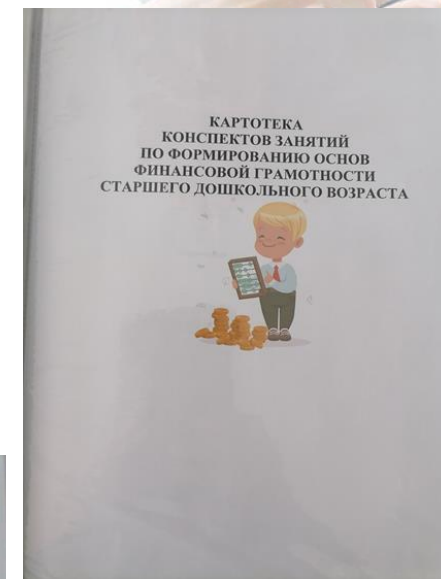 КАРТОТЕКА
КОНСПЕКТОВ ЗАНЯТИЙ
ПО ФОРМИРОВАНИЮ ОСНОВ
ФИНАНСОВОЙ ГРАМОТНОСТИ
СТАРШЕГО ДОШКОЛЬНОГО ВОЗРАСТА